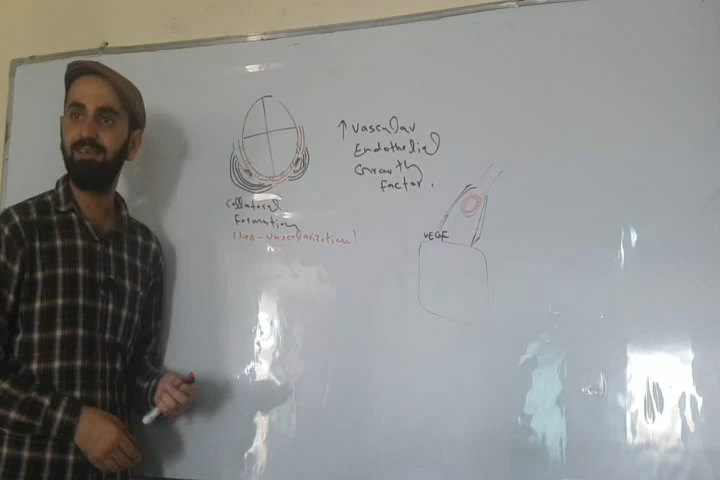 ↑ Vascular
Endothelial
Growth
factor.
Collateral
Formation
(neo-vascularization)
VEGF